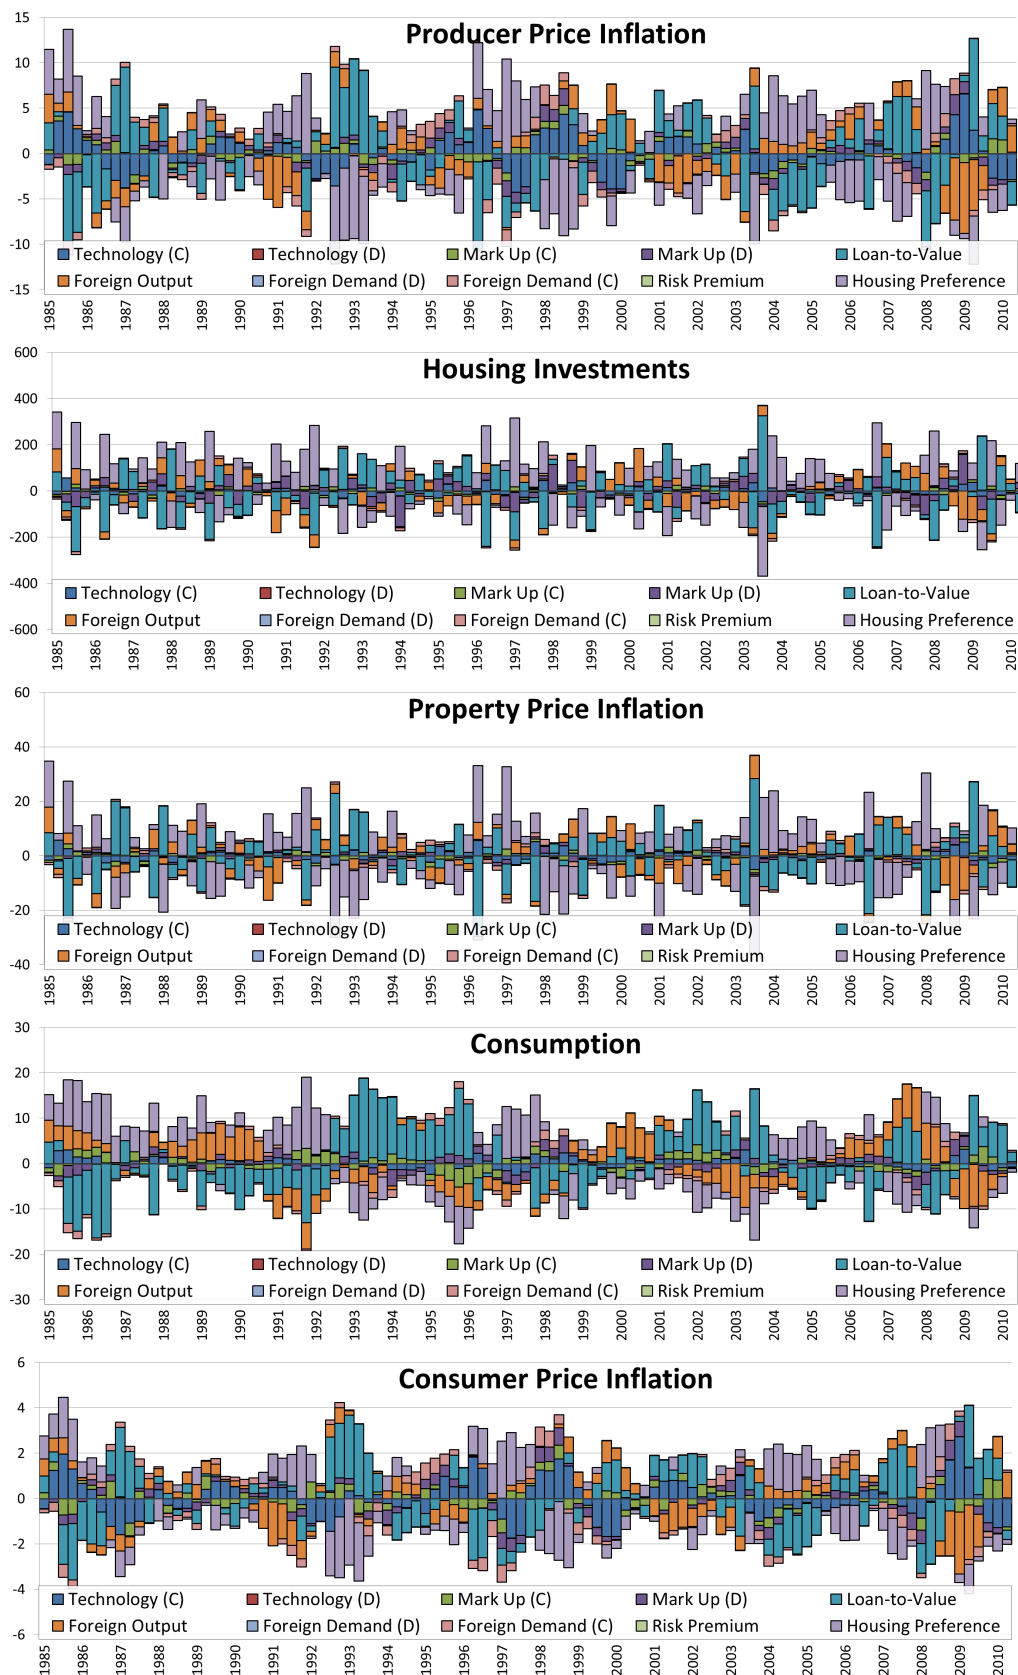 Producer Price Inflation
15
10
5
0
-5
-10
-15
Technology (C) Technology (D) Mark Up (C) Mark Up (D) Loan-to-Value
Foreign Output Foreign Demand (D) Foreign Demand (C) Risk Premium Housing Preference
1985 1986 1987 1988 1989 1990 1991 1992 1993 1994 1995 1996 1997 1998 1999 2000 2001 2002 2003 2004 2005 2006 2007 2008 2009 2010
Housing Investments
600
400
200
0
-200
-400
-600
Technology (C) Technology (D) Mark Up (C) Mark Up (D) Loan-to-Value
Foreign Output Foreign Demand (D) Foreign Demand (C) Risk Premium Housing Preference
1985 1986 1987 1988 1989 1990 1991 1992 1993 1994 1995 1996 1997 1998 1999 2000 2001 2002 2003 2004 2005 2006 2007 2008 2009 2010
Property Price Inflation
60
40
20
0
-20
-40
Technology (C) Technology (D) Mark Up (C) Mark Up (D) Loan-to-Value
Foreign Output Foreign Demand (D) Foreign Demand (C) Risk Premium Housing Preference
1985 1986 1987 1988 1989 1990 1991 1992 1993 1994 1995 1996 1997 1998 1999 2000 2001 2002 2003 2004 2005 2006 2007 2008 2009 2010
Consumption
30
20
10
0
-10
-20
-30
Technology (C) Technology (D) Mark Up (C) Mark Up (D) Loan-to-Value
Foreign Output Foreign Demand (D) Foreign Demand (C) Risk Premium Housing Preference
1985 1986 1987 1988 1989 1990 1991 1992 1993 1994 1995 1996 1997 1998 1999 2000 2001 2002 2003 2004 2005 2006 2007 2008 2009 2010
Consumer Price Inflation
6
4
2
0
-2
-4
-6
Technology (C) Technology (D) Mark Up (C) Mark Up (D) Loan-to-Value
Foreign Output Foreign Demand (D) Foreign Demand (C) Risk Premium Housing Preference
1985 1986 1987 1988 1989 1990 1991 1992 1993 1994 1995 1996 1997 1998 1999 2000 2001 2002 2003 2004 2005 2006 2007 2008 2009 2010